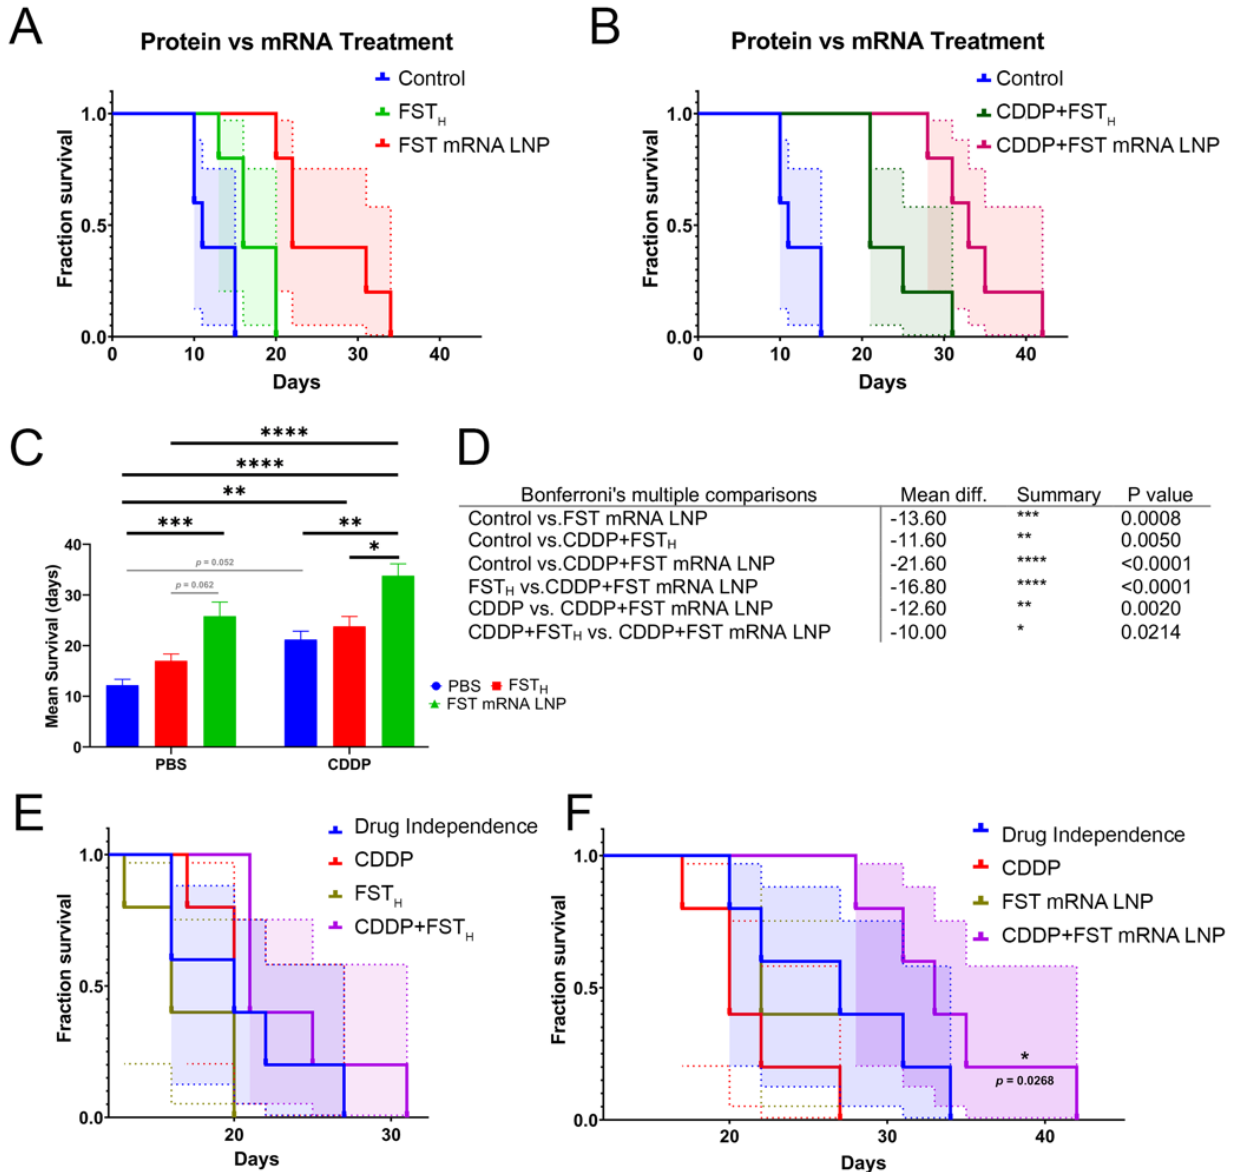 A
Protein vs mRNA Treatment
Control
FSTH
FST mRNA LNP
Fraction survival
1.0
0.5
0.0
0 10 20 30 40
Days
B
Protein vs mRNA Treatment
Control
CDDP+FSTH
CDDP+FST mRNA LNP
Fraction survival
1.0
0.5
0.0
0 10 20 30 40
Days
C
****
****
**
*** **
*
p = 0.052
p = 0.062
Mean Survival (days)
40
30
20
10
0
PBS CDDP
PBS FSTH
FST mRNA LNP
D
Bonferroni's multiple comparisons Mean diff. Summary P value
Control vs.FST mRNA LNP -13.60 *** 0.0008
Control vs.CDDP+FSTH -11.60 ** 0.0050
Control vs.CDDP+FST mRNA LNP -21.60 **** <0.0001
FSTH vs.CDDP+FST mRNA LNP -16.80 **** <0.0001
CDDP vs. CDDP+FST mRNA LNP -12.60 ** 0.0020
CDDP+FSTH vs. CDDP+FST mRNA LNP -10.00 * 0.0214
E
Drug Independence
CDDP
FSTH
CDDP+FSTH
Fraction survival
1.0
0.5
0.0
20 30
Days
F
Drug Independence
CDDP
FST mRNA LNP
CDDP+FST mRNA LNP
Fraction survival
1.0
0.5
0.0
*
p = 0.0268
20 30 40
Days